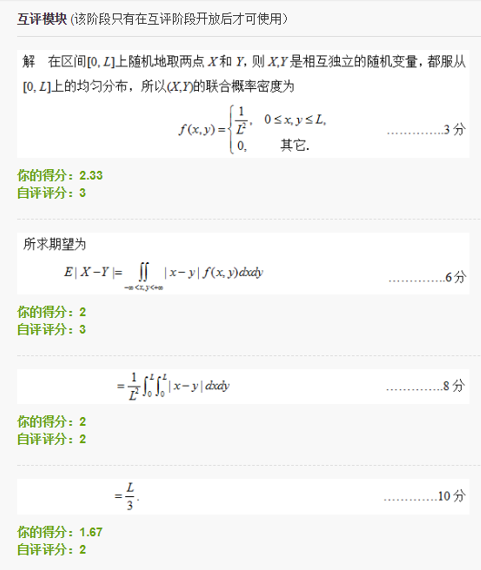 互评模块 (该阶段只有在互评阶段开放后才可使用)
解 在区间[0, L]上随机地取两点 X 和 Y，则 X,Y 是相互独立的随机变量，都服从
[0, L]上的均匀分布，所以(X,Y)的联合概率密度为
f(x,y)={1/L², 0≤x,y≤L, …………3 分
0, 其它.
你的得分：2.33
自评评分：3
所求期望为
E|X−Y|=∬−∞<x,y<+∞ |x−y|f(x,y)dxdy …………6 分
你的得分：2
自评评分：3
=1/L² ∫₀ᴸ∫₀ᴸ|x−y|dxdy …………8 分
你的得分：2
自评评分：2
=L/3. …………10 分
你的得分：1.67
自评评分：2